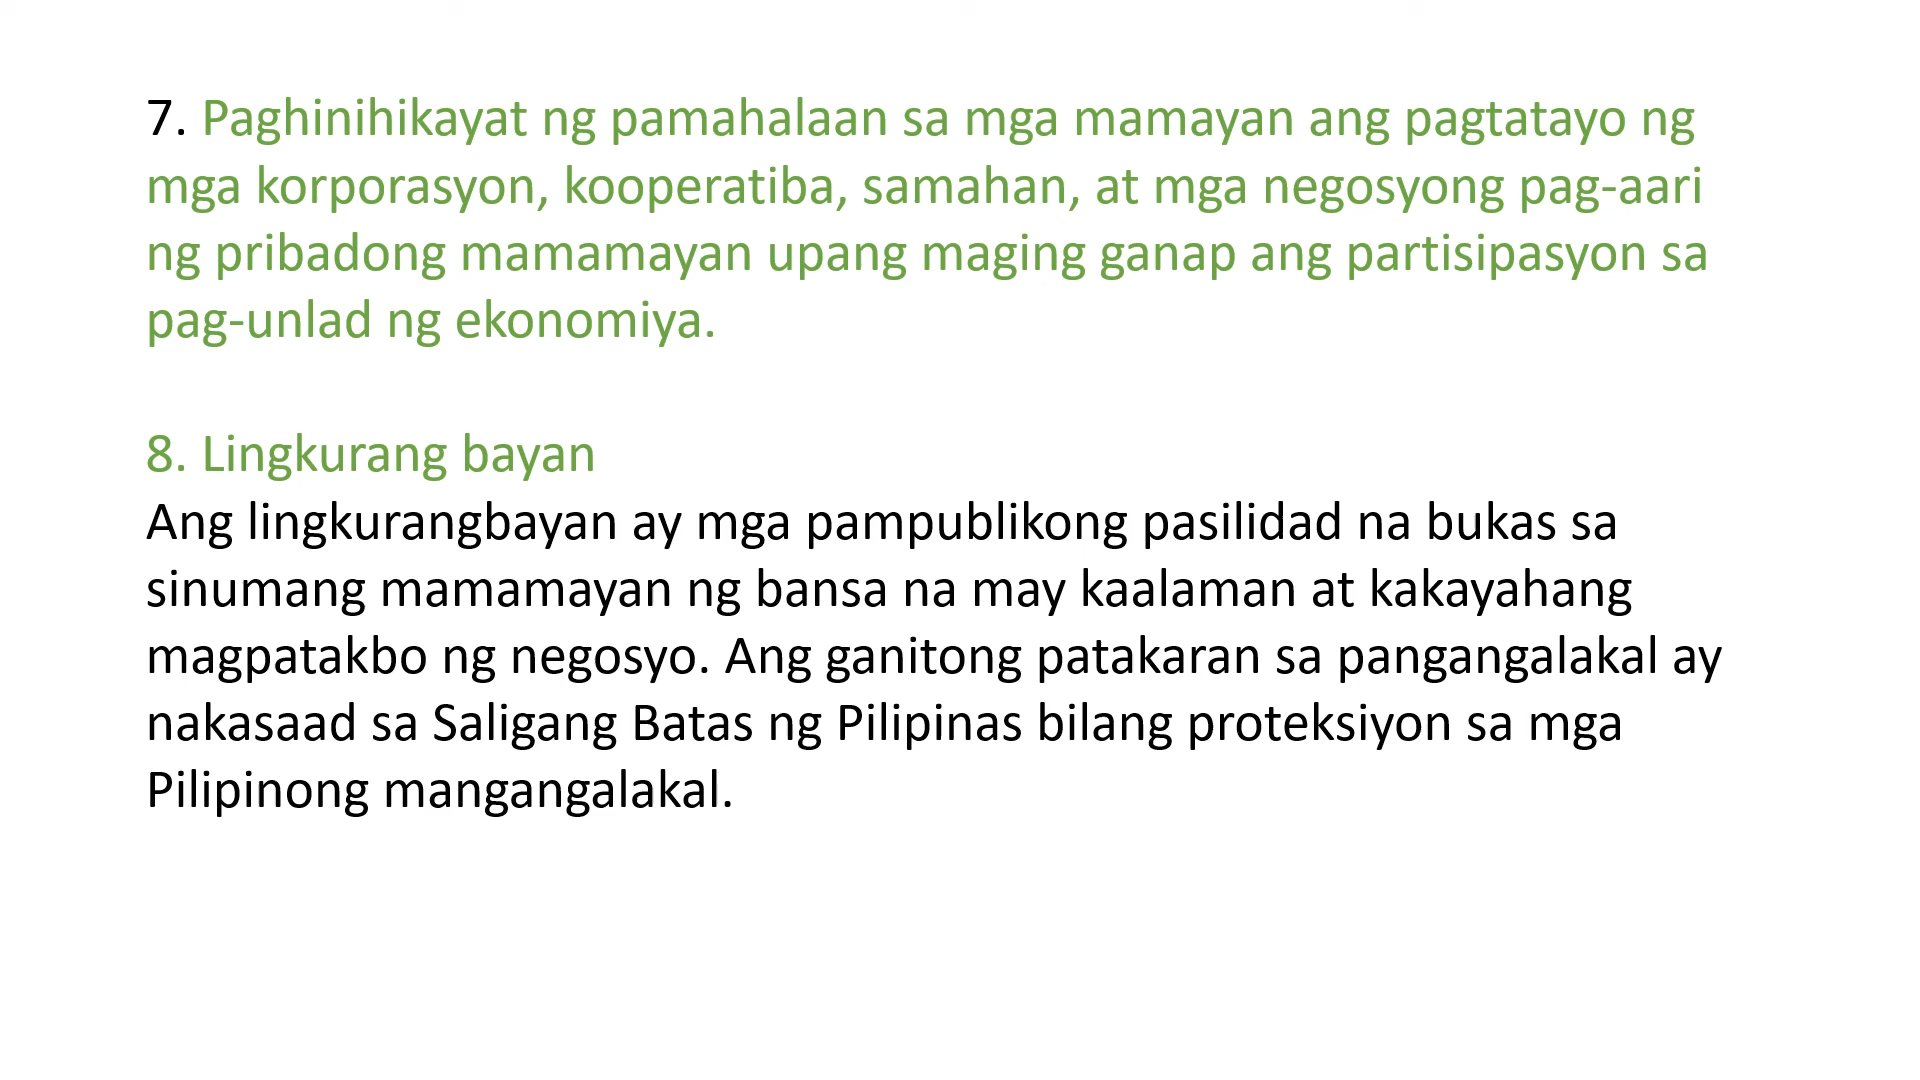 7. Paghinihikayat ng pamahalaan sa mga mamayan ang pagtatayo ng
mga korporasyon, kooperatiba, samahan, at mga negosyong pag-aari
ng pribadong mamamayan upang maging ganap ang partisipasyon sa
pag-unlad ng ekonomiya.
8. Lingkurang bayan
Ang lingkurangbayan ay mga pampublikong pasilidad na bukas sa
sinumang mamamayan ng bansa na may kaalaman at kakayahang
magpatakbo ng negosyo. Ang ganitong patakaran sa pangangalakal ay
nakasaad sa Saligang Batas ng Pilipinas bilang proteksiyon sa mga
Pilipinong mangangalakal.